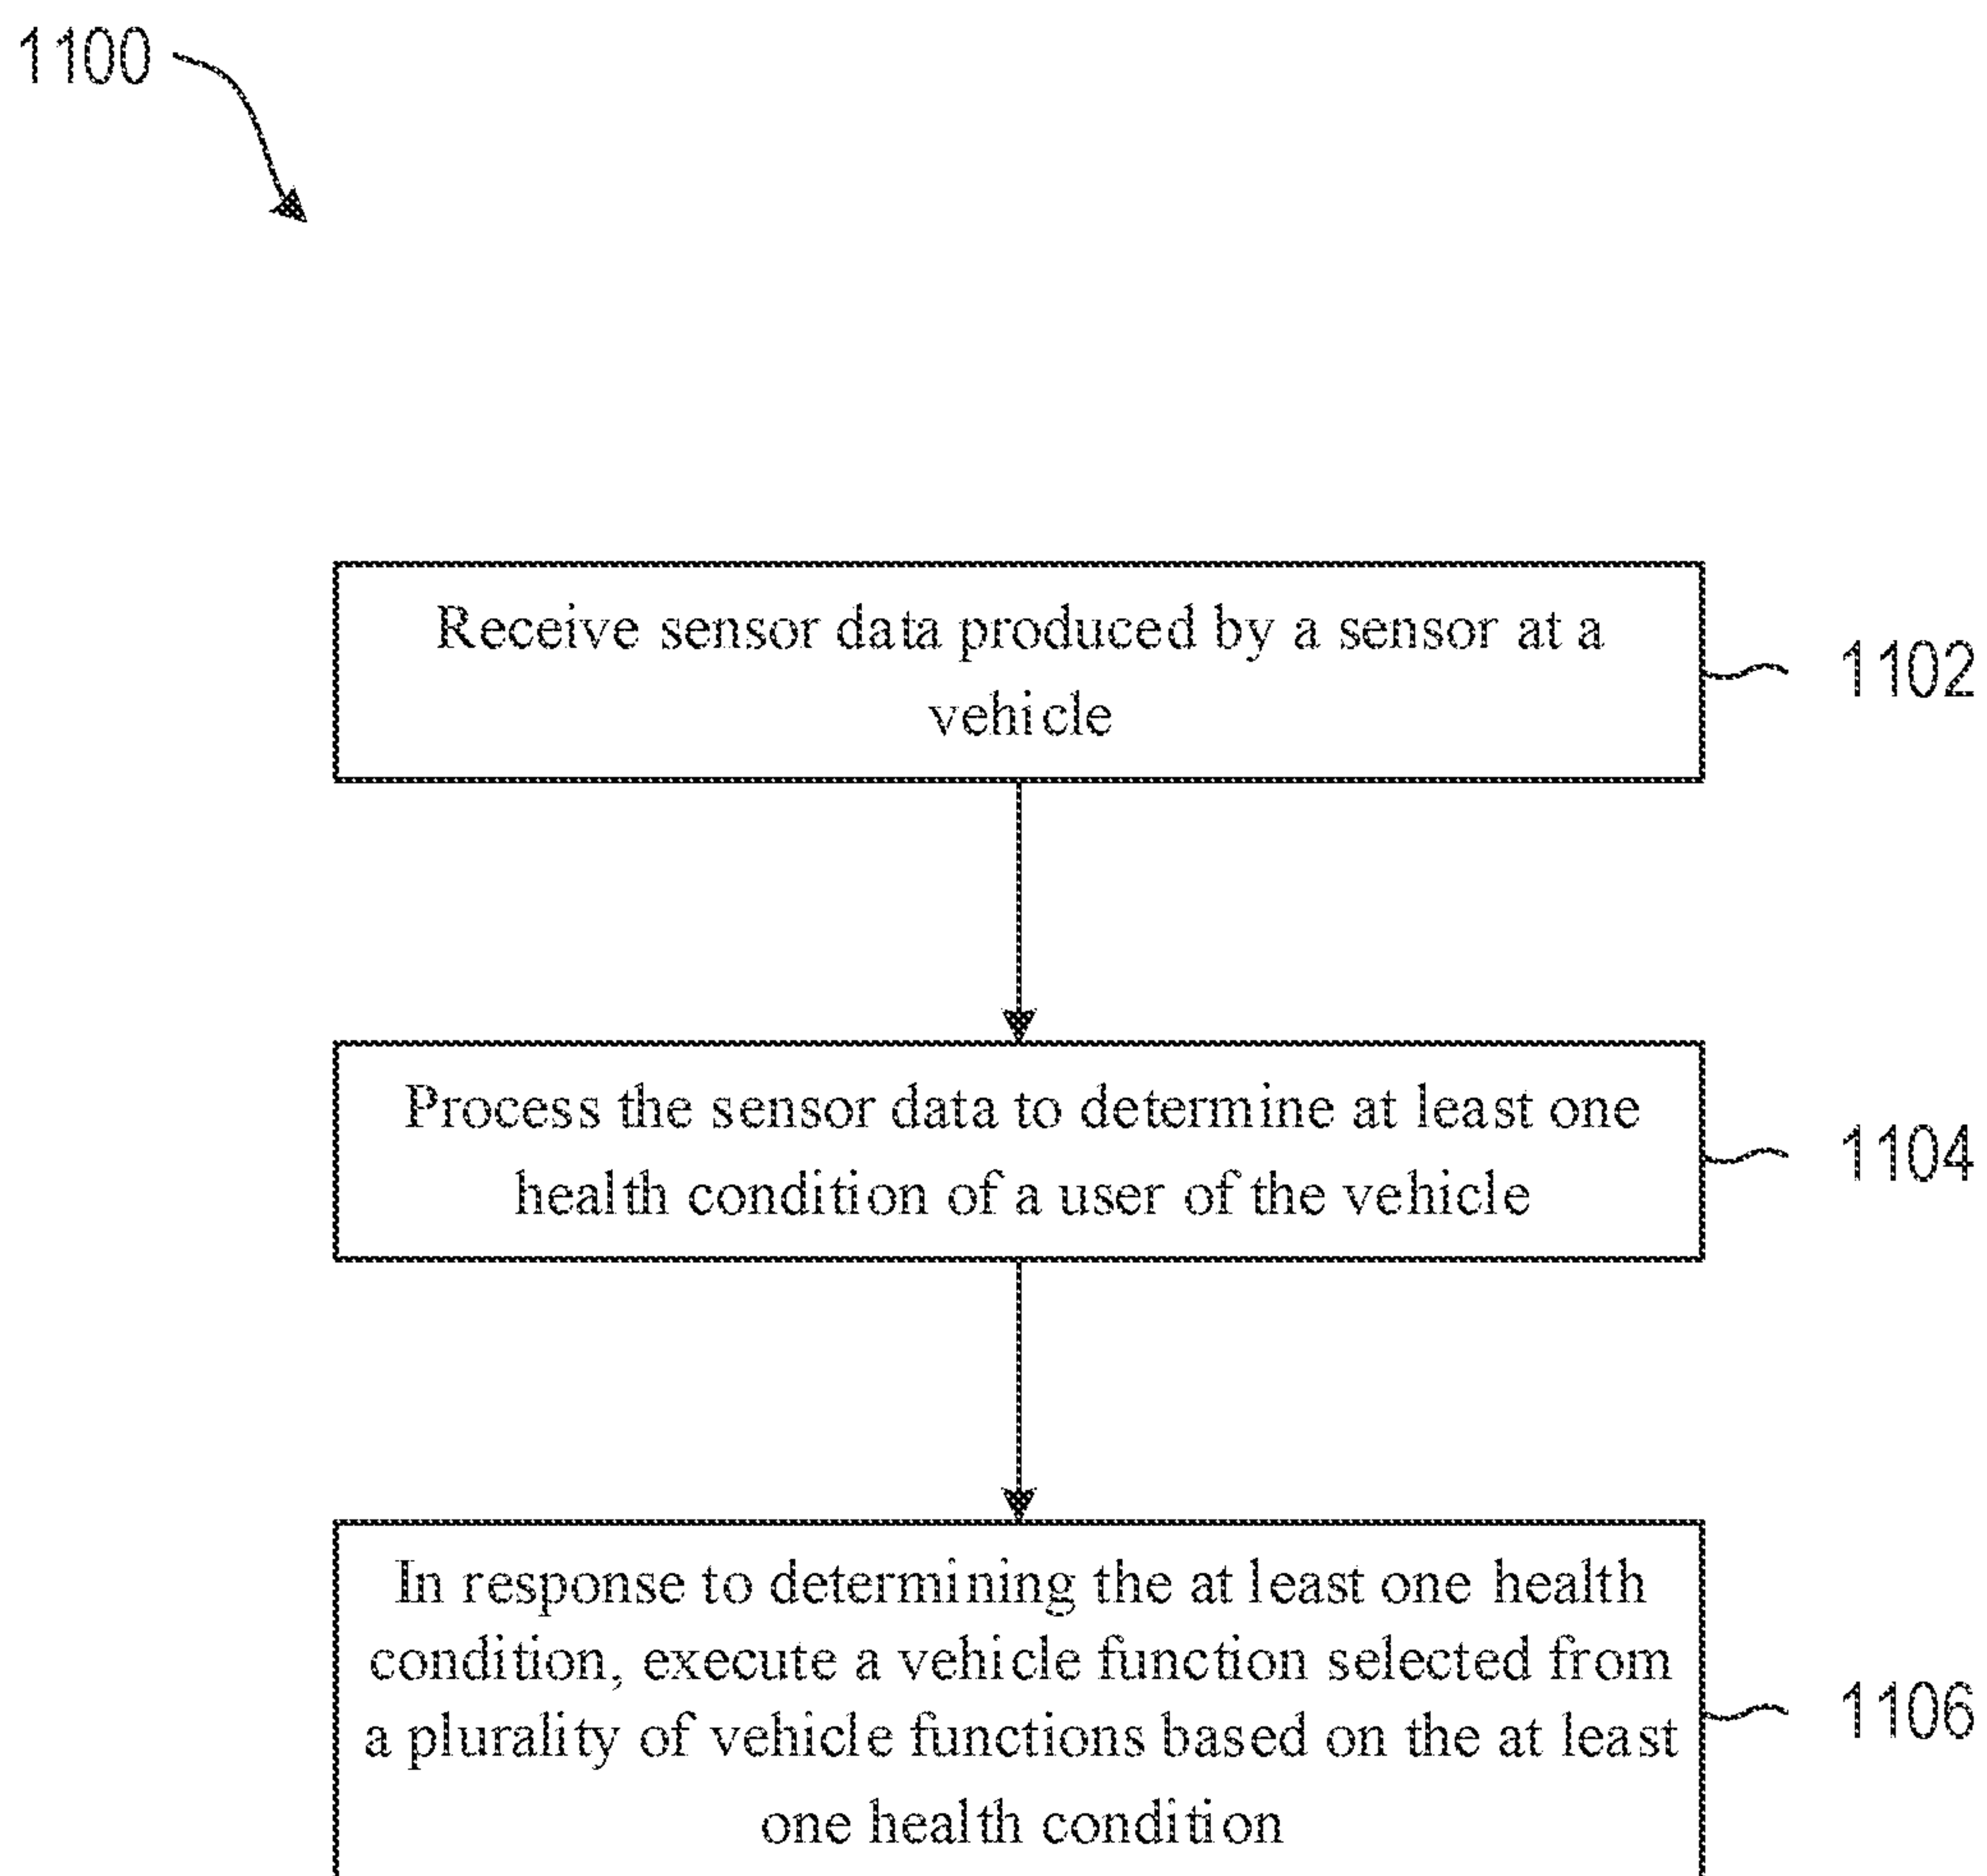 1100
Receive sensor data produced by a sensor at a
vehicle
1102
Process the sensor data to determine at least one
health condition of a user of the vehicle
1104
In response to determining the at least one health
condition, execute a vehicle function selected from
a plurality of vehicle functions based on the at least
one health condition
1106